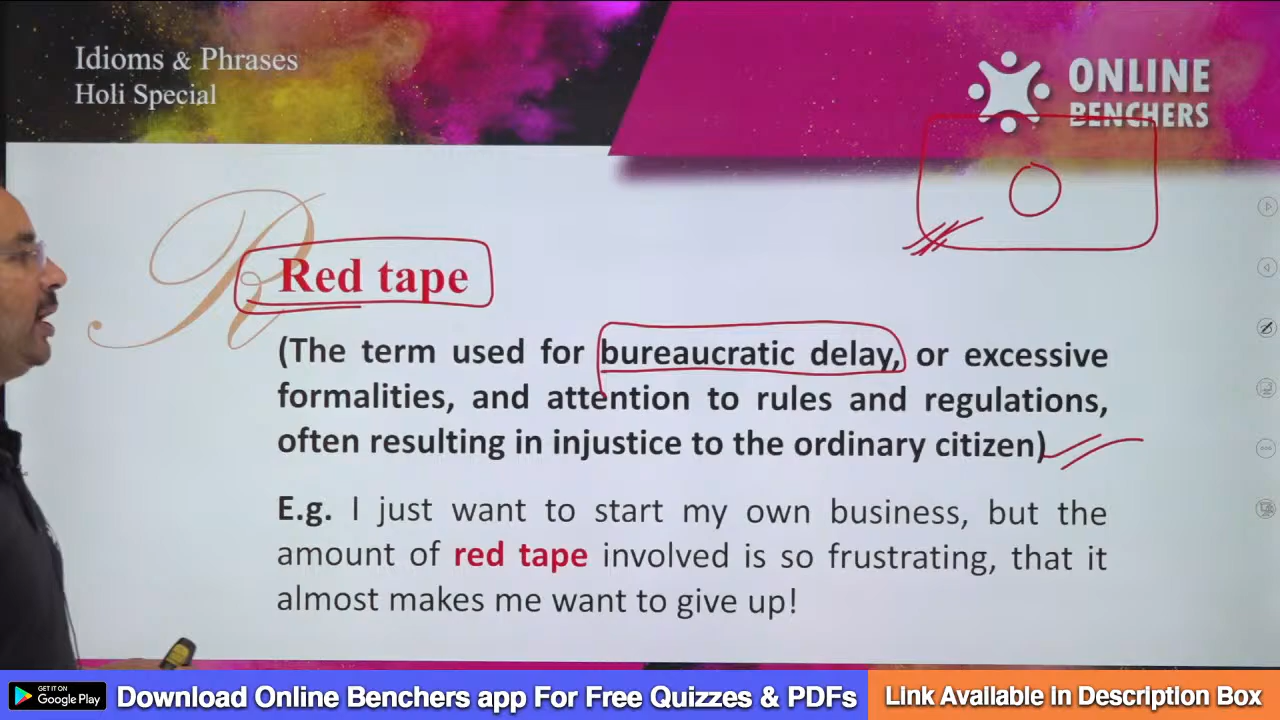 Idioms & Phrases
Holi Special
ONLINE
BENCHERS
R
Red tape
(The term used for bureaucratic delay, or excessive
formalities, and attention to rules and regulations,
often resulting in injustice to the ordinary citizen)
E.g. I just want to start my own business, but the
amount of red tape involved is so frustrating, that it
almost makes me want to give up!
GET IT ON
Google Play
Download Online Benchers app For Free Quizzes & PDFs
Link Available In Description Box